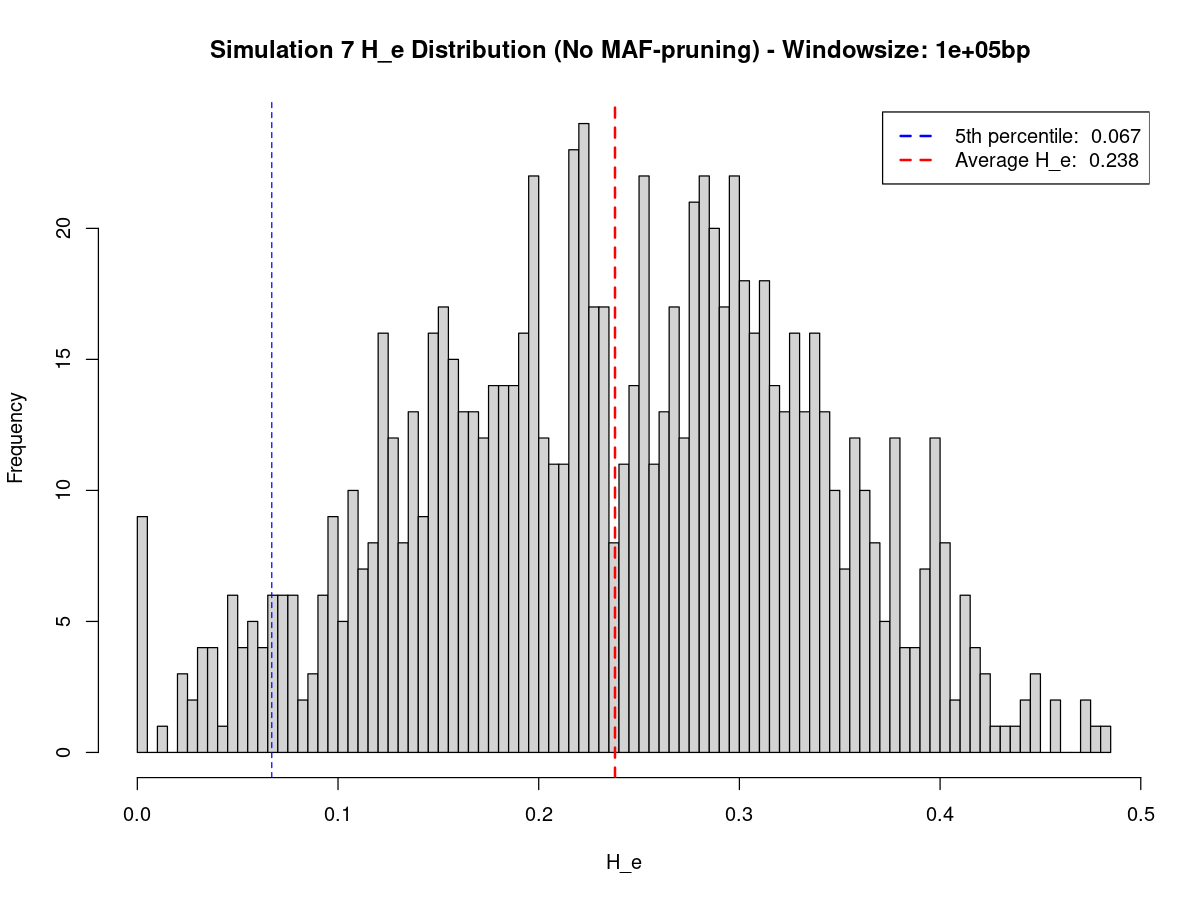 Simulation 7 H_e Distribution (No MAF-pruning) - Windowsize: 1e+05bp
5th percentile: 0.067
Average H_e: 0.238
Frequency
20
15
10
5
0
0.0 0.1 0.2 0.3 0.4 0.5
H_e